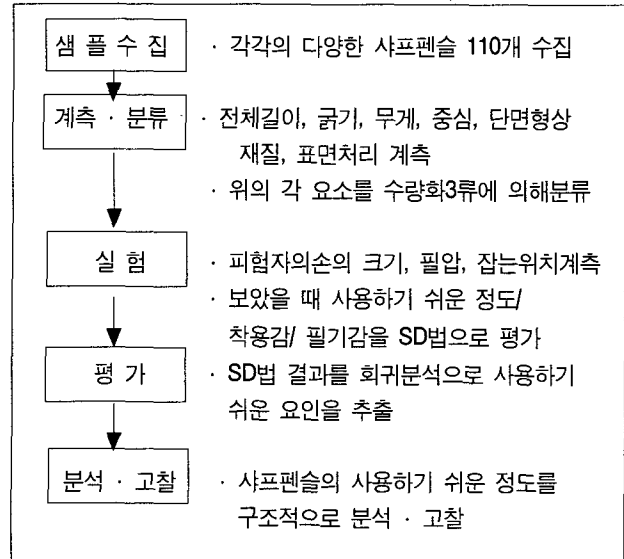 샘 플 수 집 · 각각의 다양한 샤프펜슬 110개 수집
계측 · 분류 · 전체길이, 굵기, 무게, 중심, 단면형상
재질, 표면처리 계측
· 위의 각 요소를 수량화3류에 의해분류
실 험 · 피험자의손의 크기, 필압, 잡는위치계측
· 보았을 때 사용하기 쉬운 정도/
착용감/ 필기감을 SD법으로 평가
평 가 · SD법 결과를 회귀분석으로 사용하기
쉬운 요인을 추출
분석 · 고찰 · 샤프펜슬의 사용하기 쉬운 정도를
구조적으로 분석 · 고찰